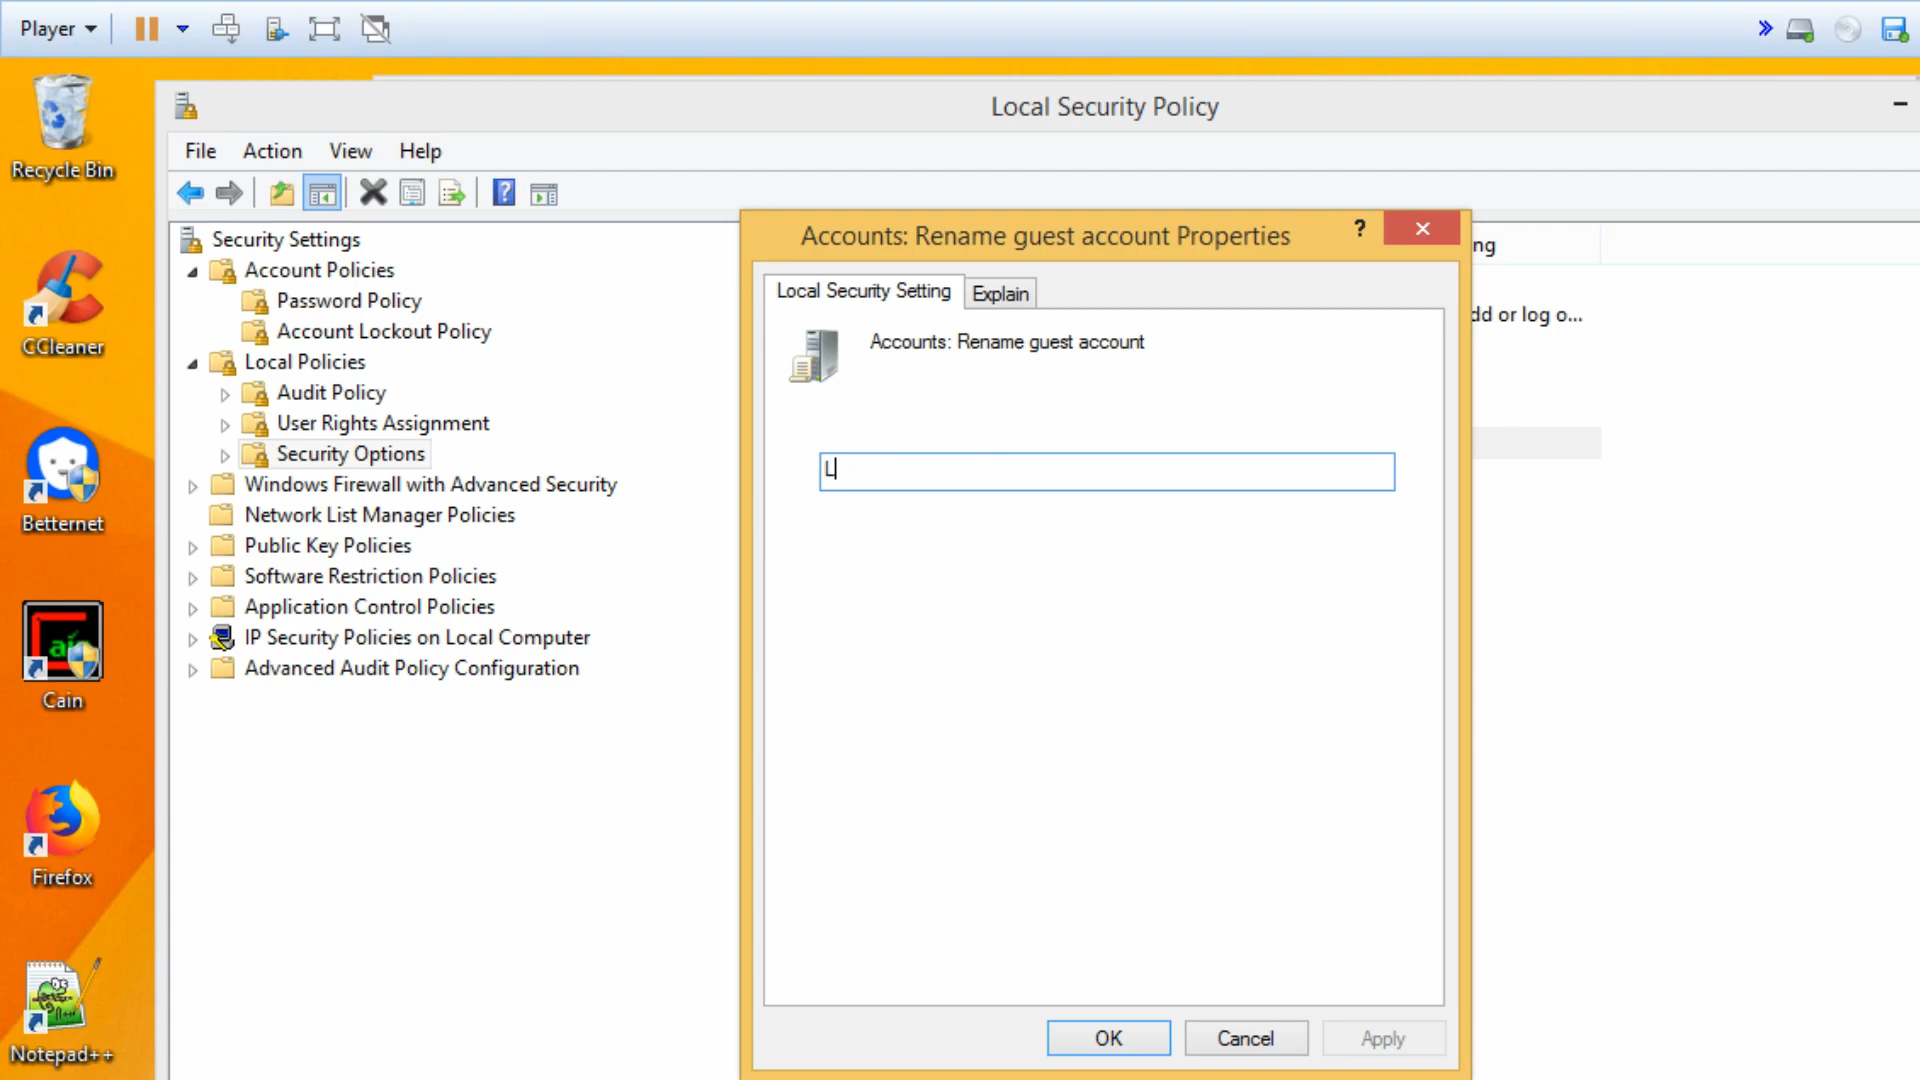 Player
Recycle Bin
CCleaner
Betternet
Cain
Firefox
Notepad++
Local Security Policy
File Action View Help
Security Settings
Account Policies
Password Policy
Account Lockout Policy
Local Policies
Audit Policy
User Rights Assignment
Security Options
Windows Firewall with Advanced Security
Network List Manager Policies
Public Key Policies
Software Restriction Policies
Application Control Policies
IP Security Policies on Local Computer
Advanced Audit Policy Configuration
ng
dd or log o...
Accounts: Rename guest account Properties
?
Local Security Setting Explain
Accounts: Rename guest account
L
OK Cancel Apply